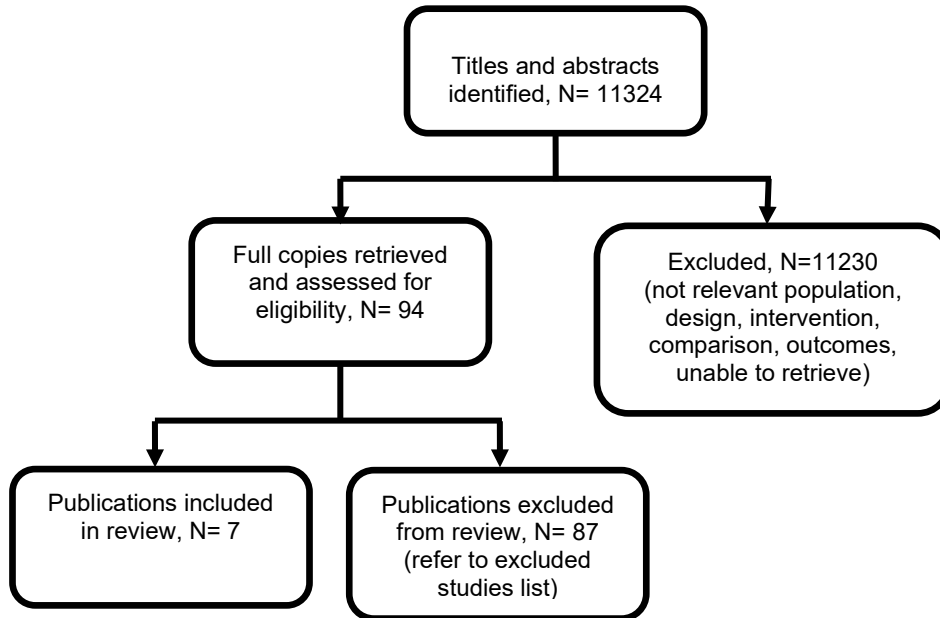 Titles and abstracts
identified, N= 11324
Full copies retrieved
and assessed for
eligibility, N= 94
Excluded, N=11230
(not relevant population,
design, intervention,
comparison, outcomes,
unable to retrieve)
Publications included
in review, N= 7
Publications excluded
from review, N= 87
(refer to excluded
studies list)